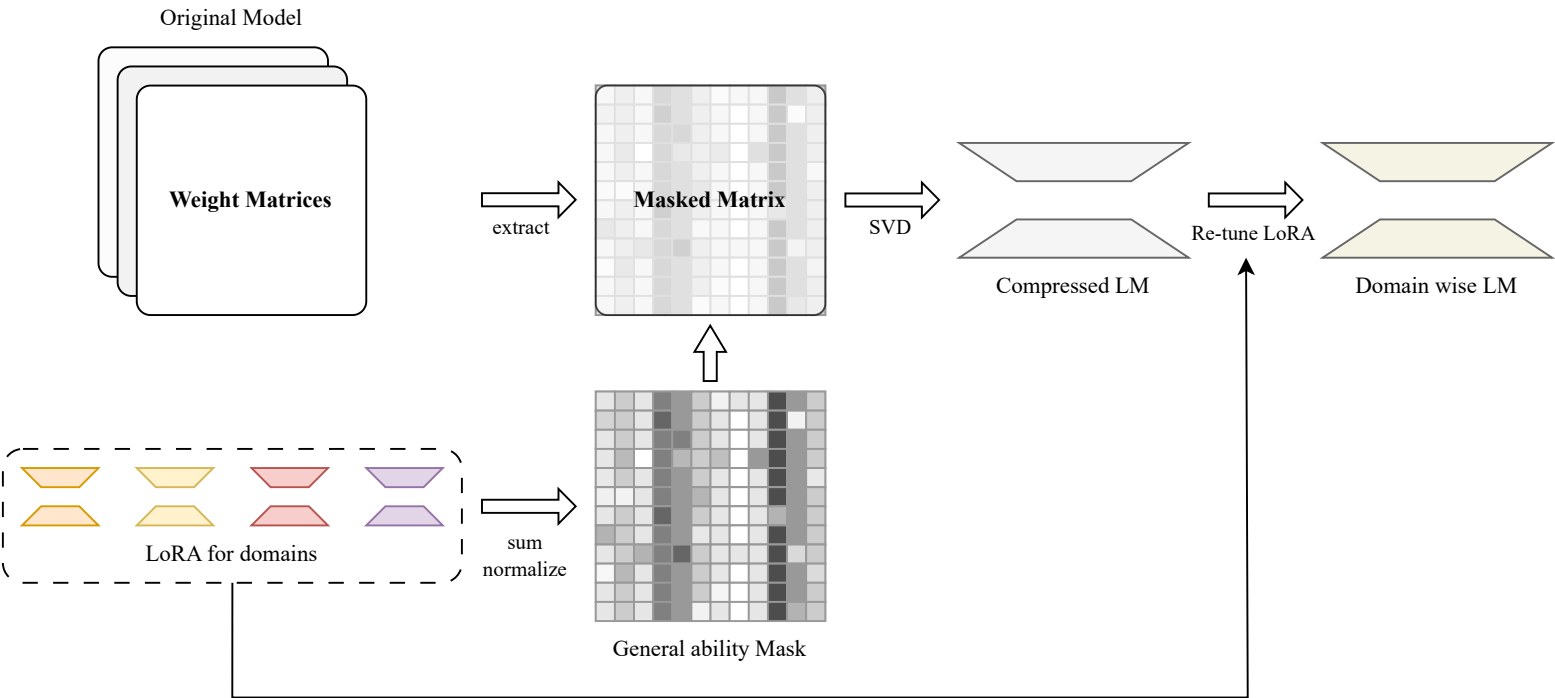 Original Model
Weight Matrices
extract
Masked Matrix
SVD
Compressed LM
Re-tune LoRA
Domain wise LM
LoRA for domains
sum
normalize
General ability Mask